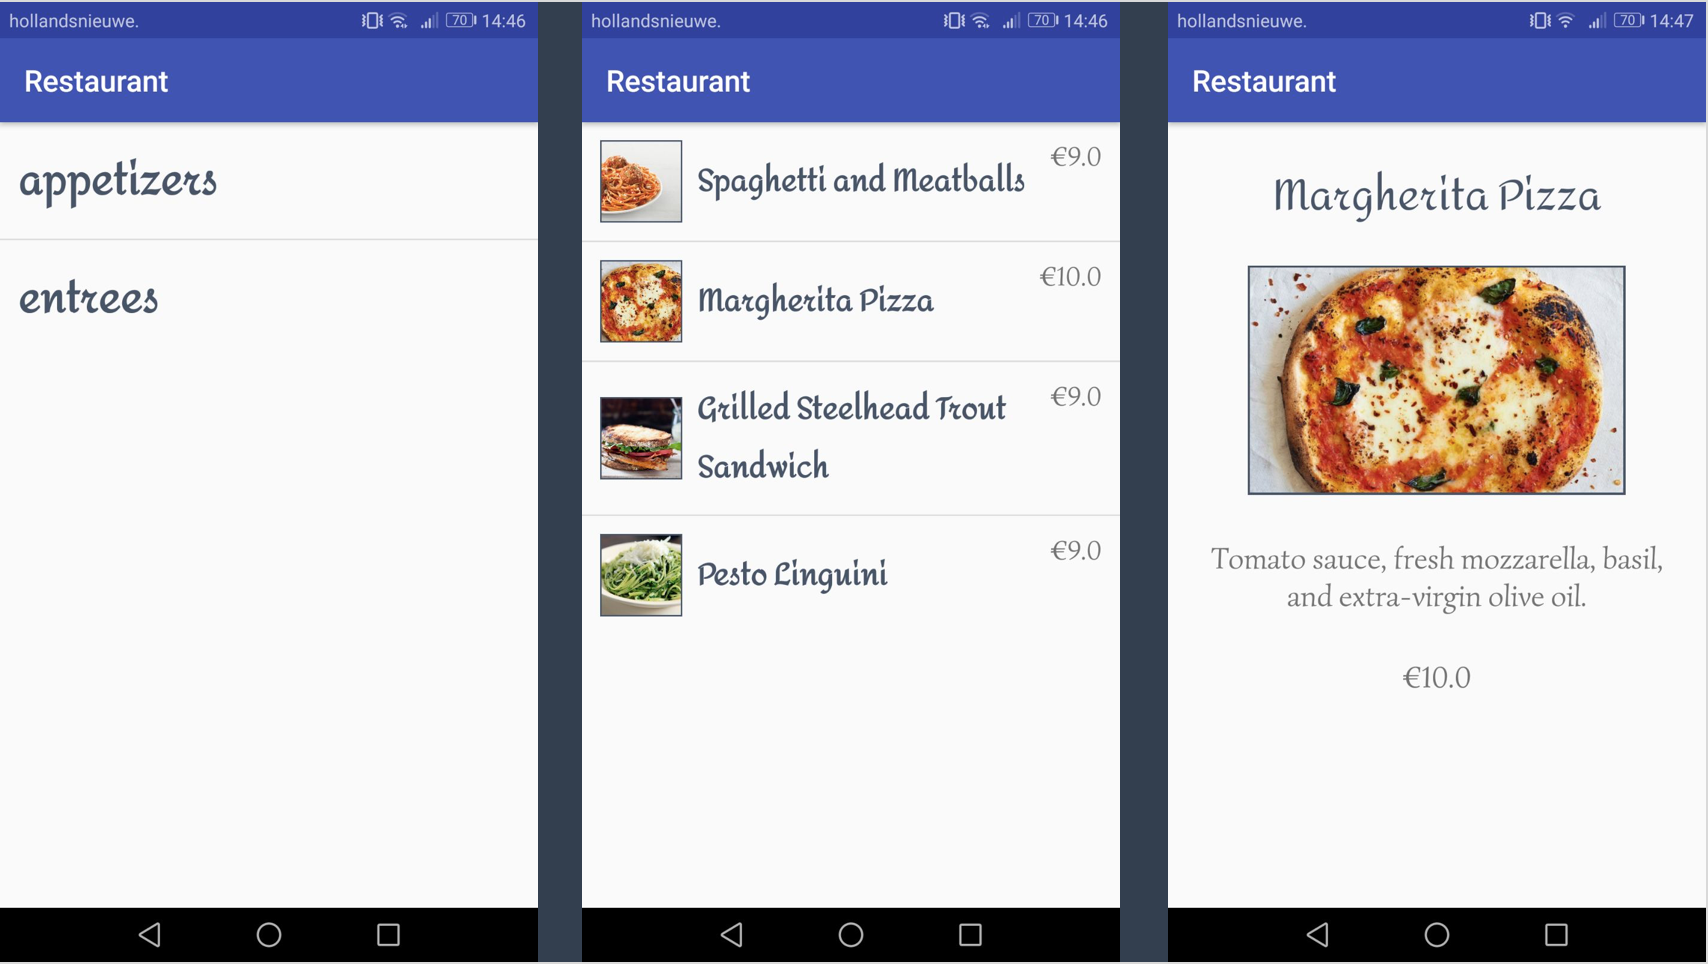 hollandsnieuwe.
70 14:46
Restaurant
appetizers
entrees
hollandsnieuwe.
70 14:46
Restaurant
Spaghetti and Meatballs
€9.0
Margherita Pizza
€10.0
Grilled Steelhead Trout
Sandwich
€9.0
Pesto Linguini
€9.0
hollandsnieuwe.
70 14:47
Restaurant
Margherita Pizza
Tomato sauce, fresh mozzarella, basil,
and extra-virgin olive oil.
€10.0